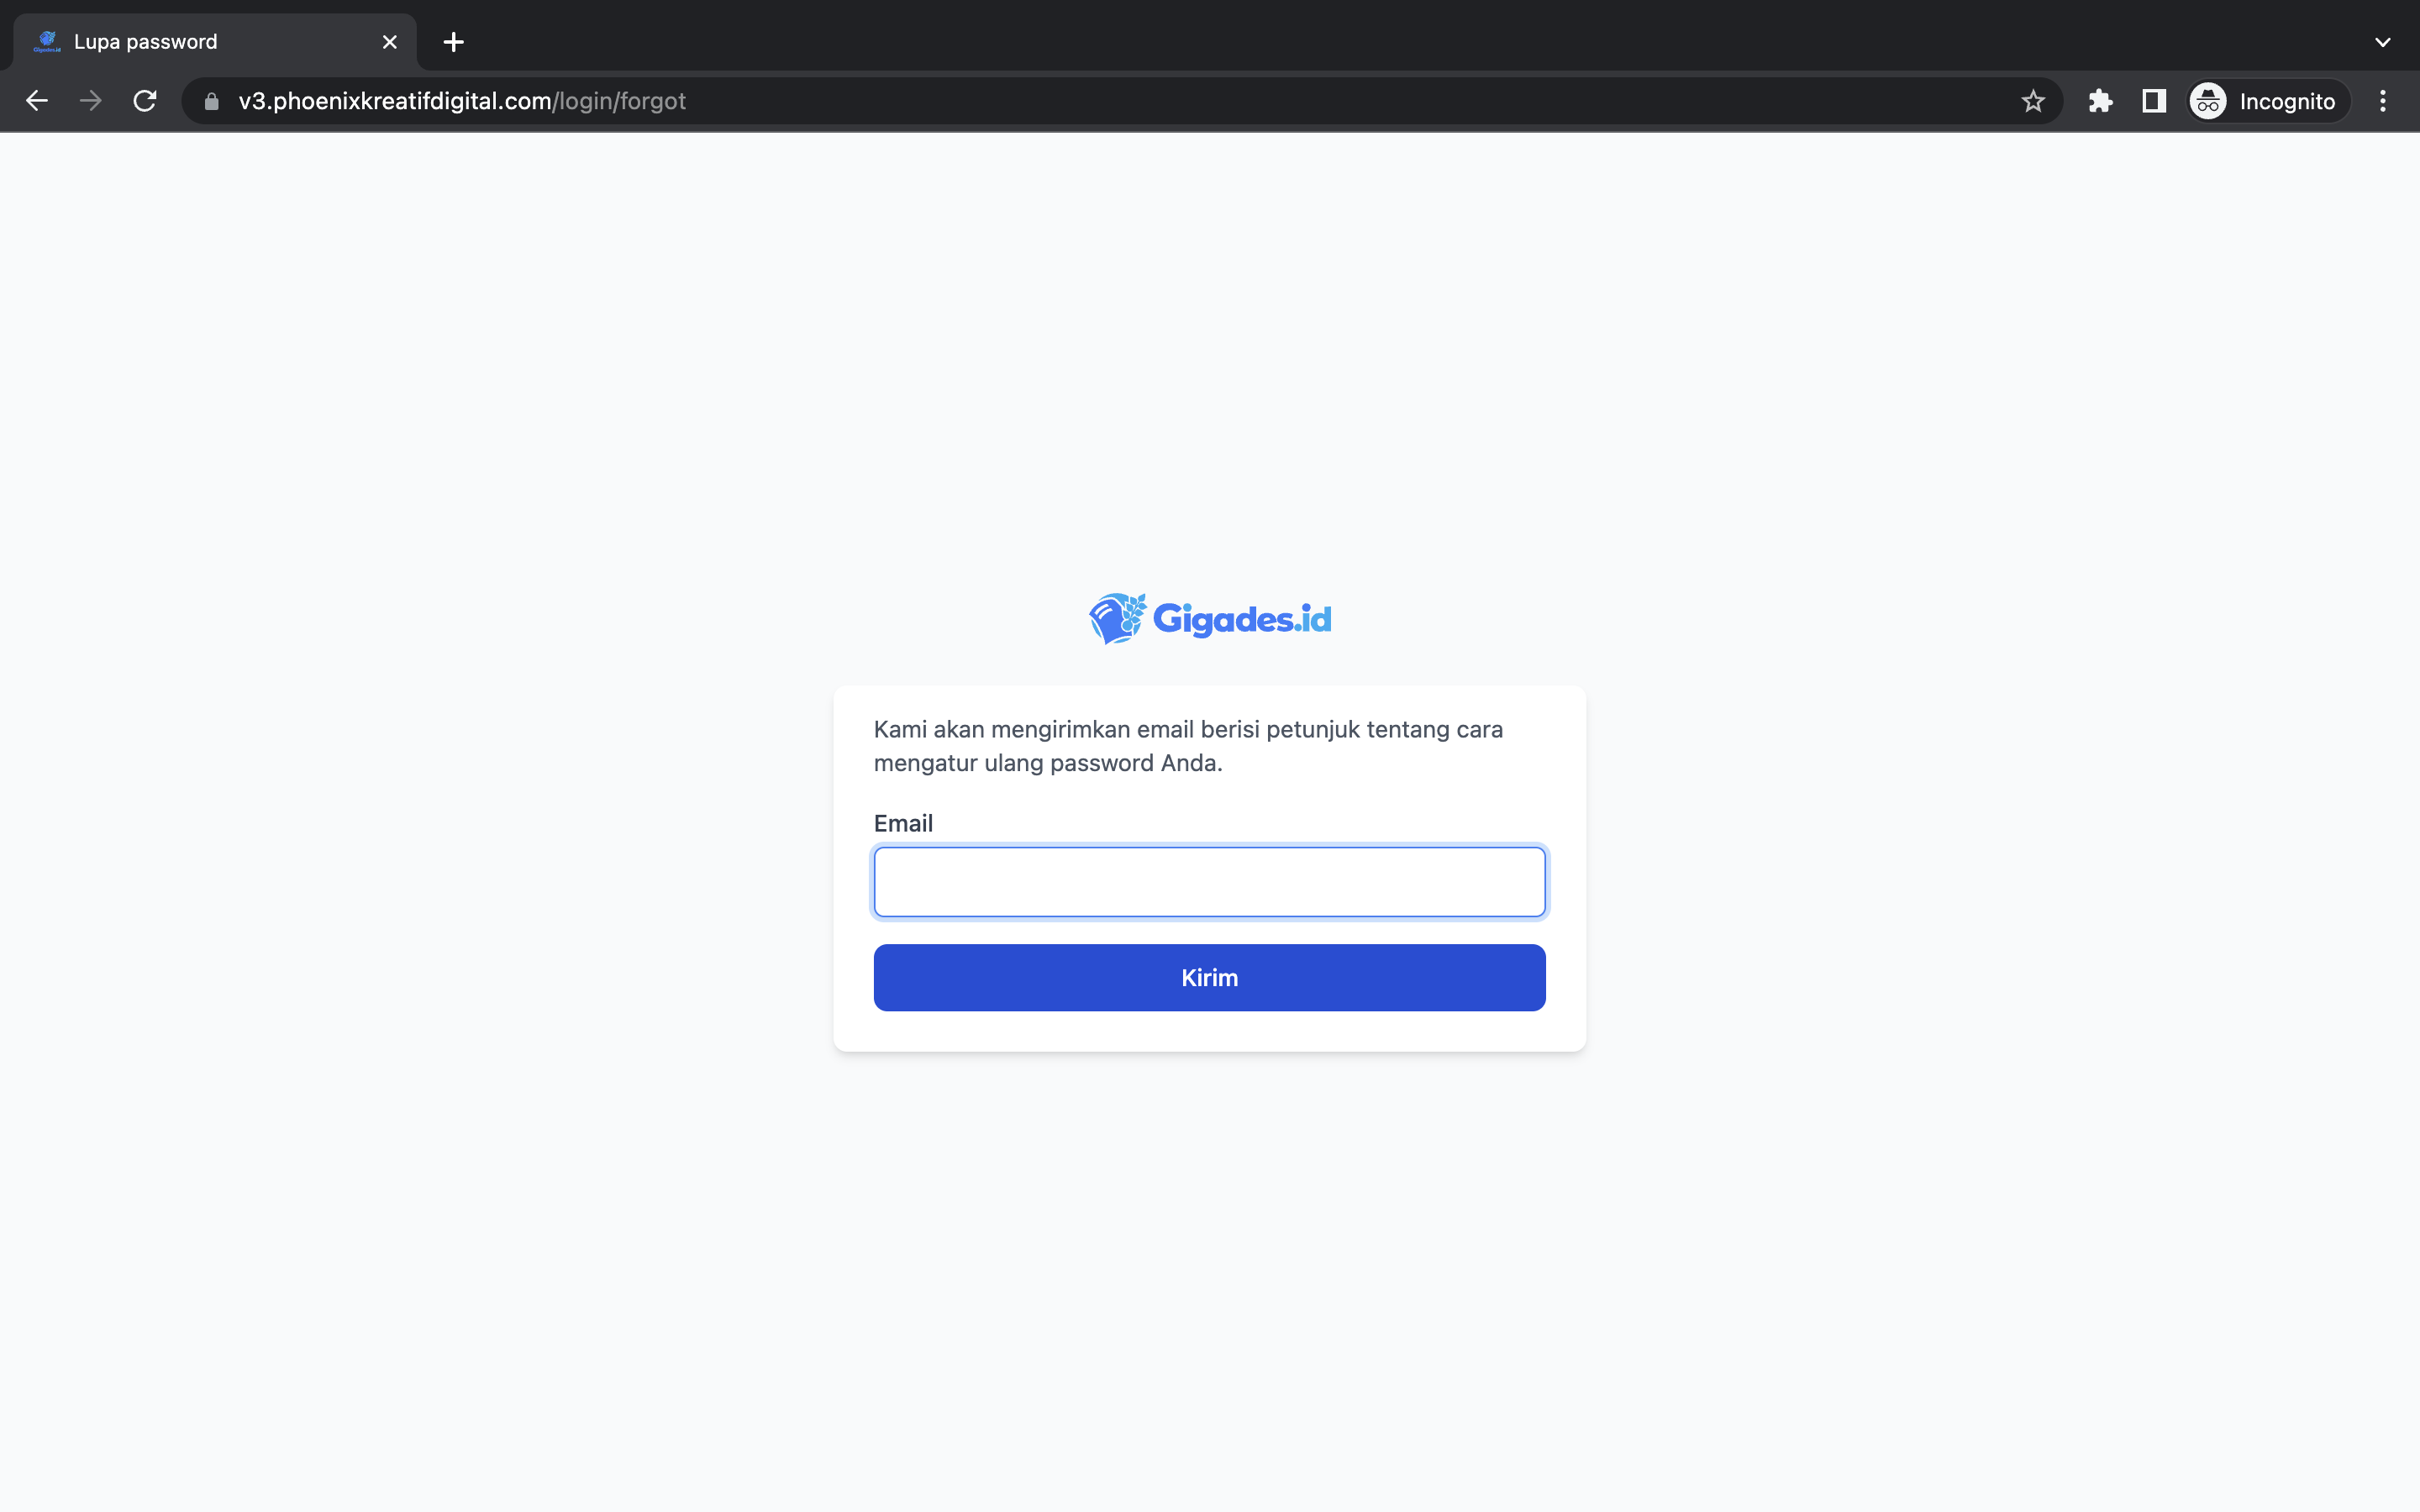 Lupa password
v3.phoenixkreatifdigital.com/login/forgot
Incognito
Gigades.id
Kami akan mengirimkan email berisi petunjuk tentang cara
mengatur ulang password Anda.
Email
Kirim